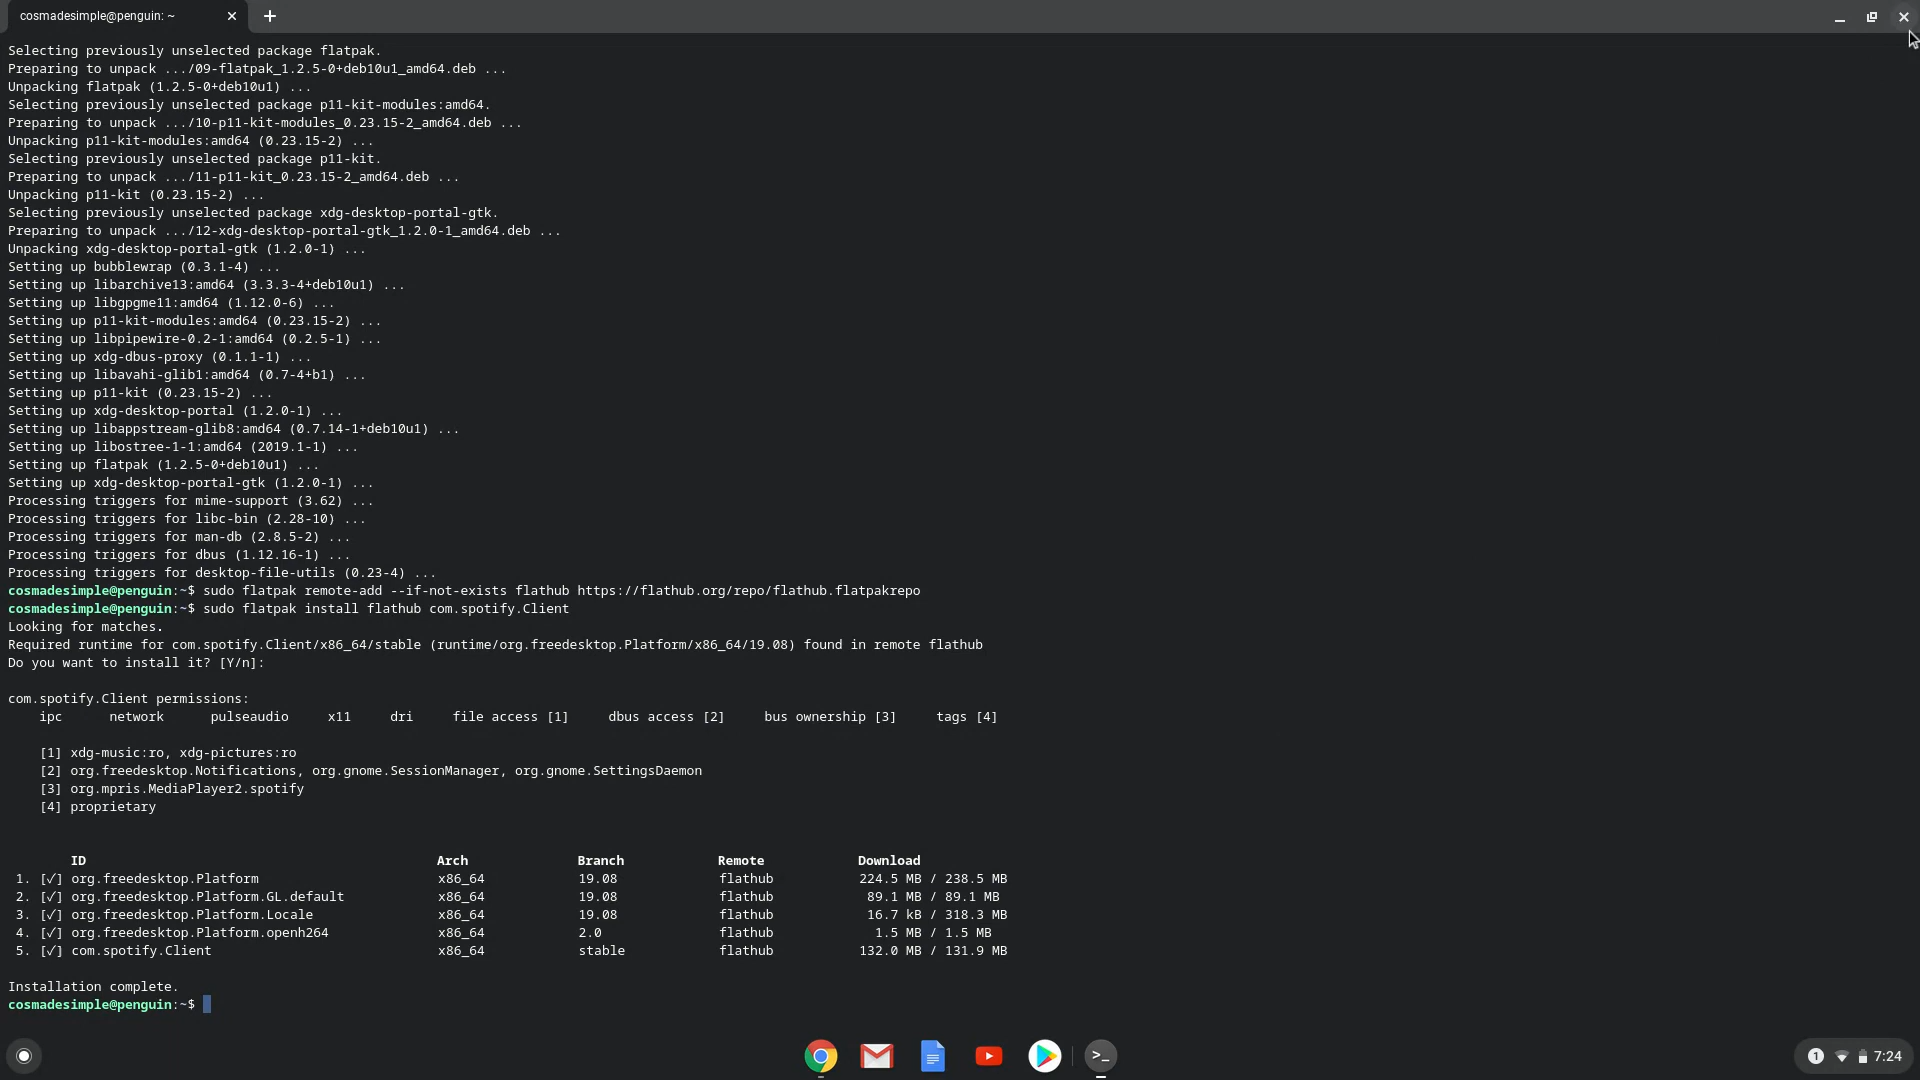 cosmadesimple@penguin: ~
Selecting previously unselected package flatpak.
Preparing to unpack .../09-flatpak_1.2.5-0+deb10u1_amd64.deb ...
Unpacking flatpak (1.2.5-0+deb10u1) ...
Selecting previously unselected package p11-kit-modules:amd64.
Preparing to unpack .../10-p11-kit-modules_0.23.15-2_amd64.deb ...
Unpacking p11-kit-modules:amd64 (0.23.15-2) ...
Selecting previously unselected package p11-kit.
Preparing to unpack .../11-p11-kit_0.23.15-2_amd64.deb ...
Unpacking p11-kit (0.23.15-2) ...
Selecting previously unselected package xdg-desktop-portal-gtk.
Preparing to unpack .../12-xdg-desktop-portal-gtk_1.2.0-1_amd64.deb ...
Unpacking xdg-desktop-portal-gtk (1.2.0-1) ...
Setting up bubblewrap (0.3.1-4) ...
Setting up libarchive13:amd64 (3.3.3-4+deb10u1) ...
Setting up libgpgme11:amd64 (1.12.0-6) ...
Setting up p11-kit-modules:amd64 (0.23.15-2) ...
Setting up libpipewire-0.2-1:amd64 (0.2.5-1) ...
Setting up xdg-dbus-proxy (0.1.1-1) ...
Setting up libavahi-glib1:amd64 (0.7-4+b1) ...
Setting up p11-kit (0.23.15-2) ...
Setting up xdg-desktop-portal (1.2.0-1) ...
Setting up libappstream-glib8:amd64 (0.7.14-1+deb10u1) ...
Setting up libostree-1-1:amd64 (2019.1-1) ...
Setting up flatpak (1.2.5-0+deb10u1) ...
Setting up xdg-desktop-portal-gtk (1.2.0-1) ...
Processing triggers for mime-support (3.62) ...
Processing triggers for libc-bin (2.28-10) ...
Processing triggers for man-db (2.8.5-2) ...
Processing triggers for dbus (1.12.16-1) ...
Processing triggers for desktop-file-utils (0.23-4) ...
cosmadesimple@penguin:~$ sudo flatpak remote-add --if-not-exists flathub https://flathub.org/repo/flathub.flatpakrepo
cosmadesimple@penguin:~$ sudo flatpak install flathub com.spotify.Client
Looking for matches.
Required runtime for com.spotify.Client/x86_64/stable (runtime/org.freedesktop.Platform/x86_64/19.08) found in remote flathub
Do you want to install it? [Y/n]:
com.spotify.Client permissions:
ipc network pulseaudio x11 dri file access [1] dbus access [2] bus ownership [3] tags [4]
[1] xdg-music:ro, xdg-pictures:ro
[2] org.freedesktop.Notifications, org.gnome.SessionManager, org.gnome.SettingsDaemon
[3] org.mpris.MediaPlayer2.spotify
[4] proprietary
ID Arch Branch Remote Download
1. [✓] org.freedesktop.Platform x86_64 19.08 flathub 224.5 MB / 238.5 MB
2. [✓] org.freedesktop.Platform.GL.default x86_64 19.08 flathub 89.1 MB / 89.1 MB
3. [✓] org.freedesktop.Platform.Locale x86_64 19.08 flathub 16.7 kB / 318.3 MB
4. [✓] org.freedesktop.Platform.openh264 x86_64 2.0 flathub 1.5 MB / 1.5 MB
5. [✓] com.spotify.Client x86_64 stable flathub 132.0 MB / 131.9 MB
Installation complete.
cosmadesimple@penguin:~$
>_
1 7:24